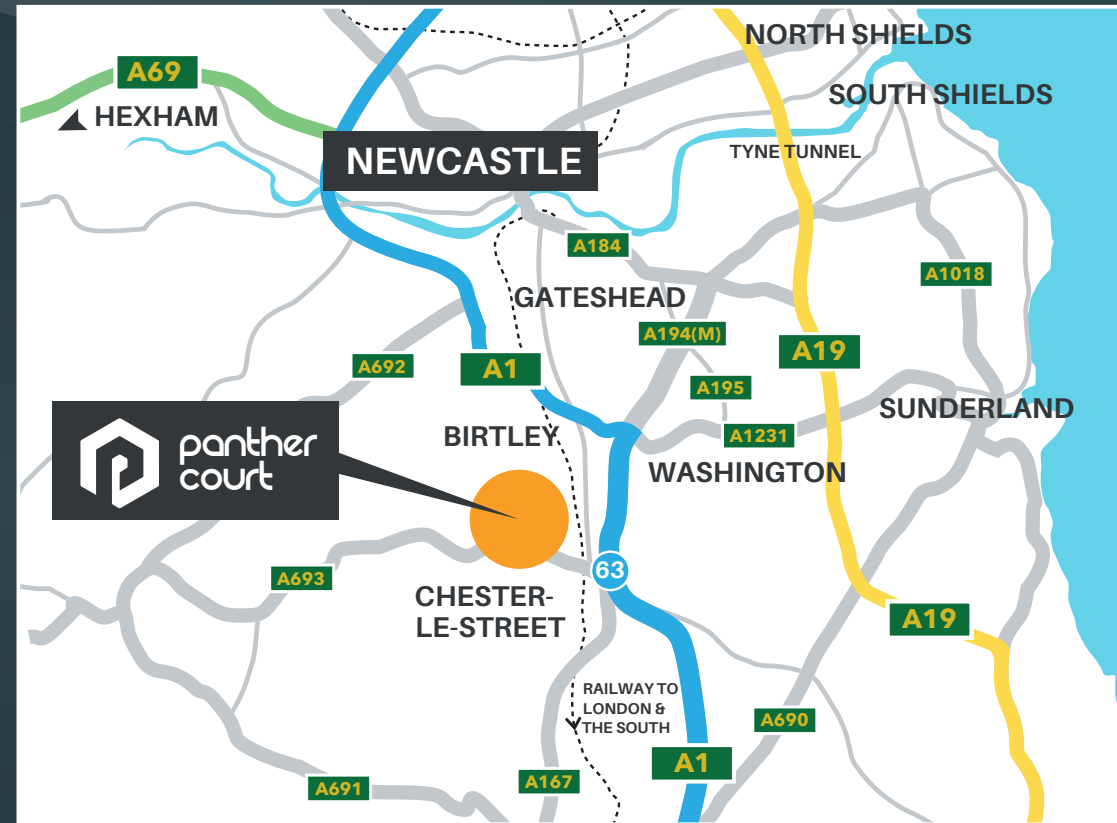 NORTH SHIELDS
A69
SOUTH SHIELDS
HEXHAM
TYNE TUNNEL
NEWCASTLE
A184
A1018
GATESHEAD
A194(M)
A19
A692
A1
A195
SUNDERLAND
BIRTLEY
A1231
panther
court
WASHINGTON
63
A693
CHESTER-
LE-STREET
A19
RAILWAY TO
LONDON &
THE SOUTH
A690
A1
A167
A691